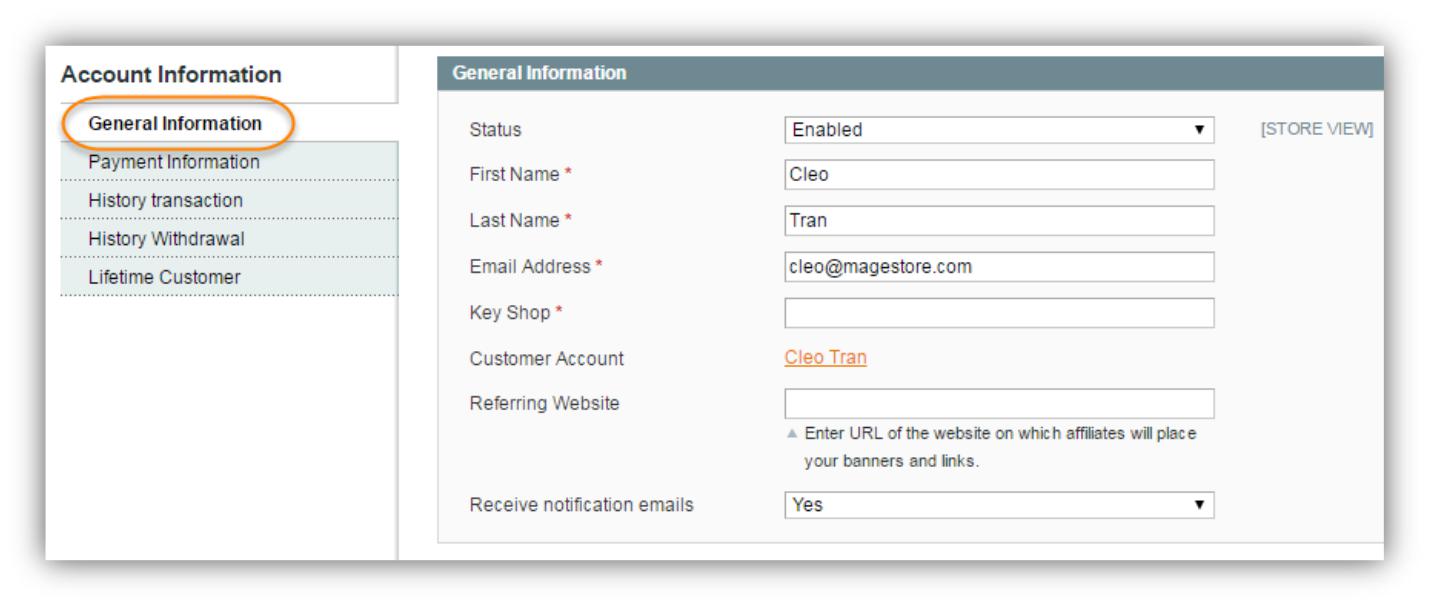 Account Information
General Information
Payment Information
History transaction
History Withdrawal
Lifetime Customer
General Information
Status Enabled [STORE VIEW]
First Name * Cleo
Last Name * Tran
Email Address * cleo@magestore.com
Key Shop *
Customer Account Cleo Tran
Referring Website
Enter URL of the website on which affiliates will place
your banners and links.
Receive notification emails Yes